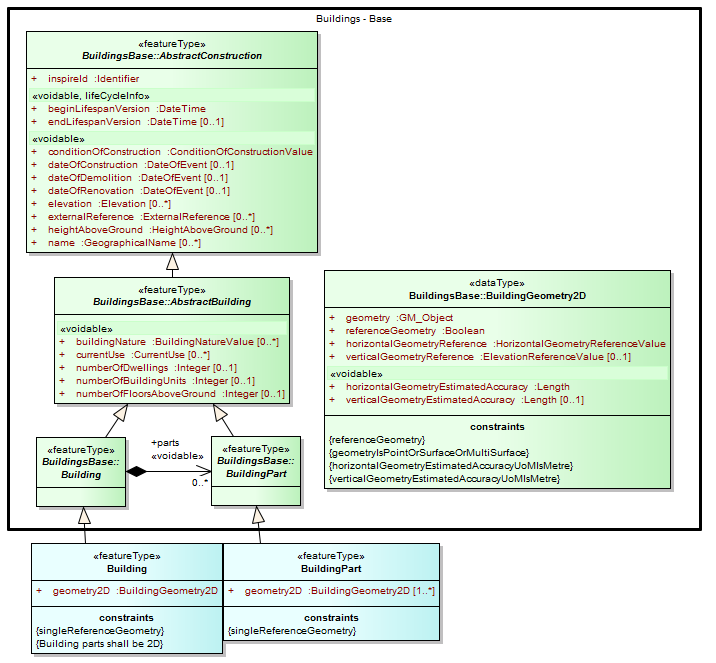 Buildings - Base
«featureType»
BuildingsBase::AbstractConstruction
+ inspireId :Identifier
«voidable, lifeCycleInfo»
+ beginLifespanVersion :DateTime
+ endLifespanVersion :DateTime [0..1]
«voidable»
+ conditionOfConstruction :ConditionOfConstructionValue
+ dateOfConstruction :DateOfEvent [0..1]
+ dateOfDemolition :DateOfEvent [0..1]
+ dateOfRenovation :DateOfEvent [0..1]
+ elevation :Elevation [0..*]
+ externalReference :ExternalReference [0..*]
+ heightAboveGround :HeightAboveGround [0..*]
+ name :GeographicalName [0..*]
«featureType»
BuildingsBase::AbstractBuilding
«voidable»
+ buildingNature :BuildingNatureValue [0..*]
+ currentUse :CurrentUse [0..*]
+ numberOfDwellings :Integer [0..1]
+ numberOfBuildingUnits :Integer [0..1]
+ numberOfFloorsAboveGround :Integer [0..1]
«dataType»
BuildingsBase::BuildingGeometry2D
+ geometry :GM_Object
+ referenceGeometry :Boolean
+ horizontalGeometryReference :HorizontalGeometryReferenceValue
+ verticalGeometryReference :ElevationReferenceValue [0..1]
«voidable»
+ horizontalGeometryEstimatedAccuracy :Length
+ verticalGeometryEstimatedAccuracy :Length [0..1]
constraints
{referenceGeometry}
{geometryIsPointOrSurfaceOrMultiSurface}
{horizontalGeometryEstimatedAccuracyUoMIsMetre}
{verticalGeometryEstimatedAccuracyUoMIsMetre}
«featureType»
BuildingsBase::
Building
+parts
«voidable»
0..*
«featureType»
BuildingsBase::
BuildingPart
«featureType»
Building
+ geometry2D :BuildingGeometry2D
constraints
{singleReferenceGeometry}
{Building parts shall be 2D}
«featureType»
BuildingPart
+ geometry2D :BuildingGeometry2D [1..*]
constraints
{singleReferenceGeometry}